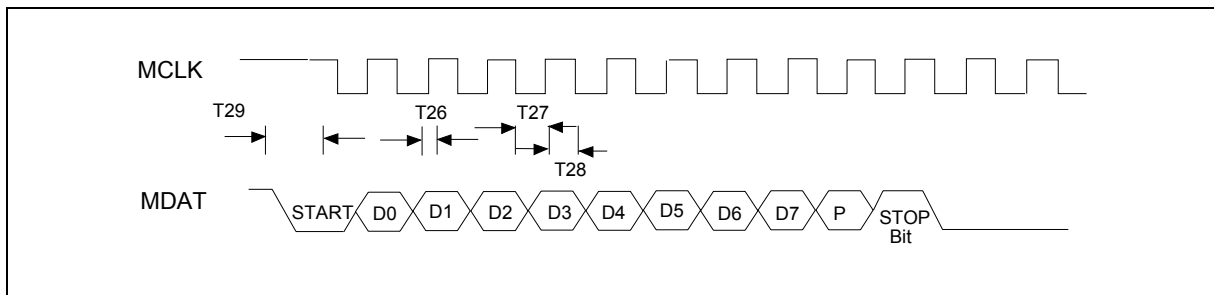 MCLK
T29
T26
T27
T28
MDAT
START D0 D1 D2 D3 D4 D5 D6 D7 P STOP
Bit